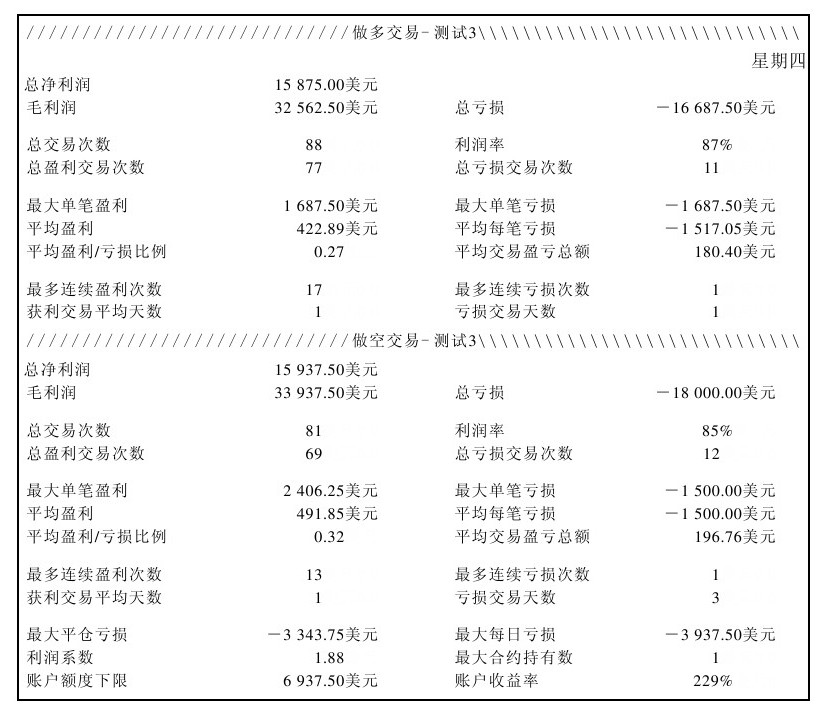 ////////////////////////////做多交易-测试3\\\\\\\\\\\\\\\\\\\\\\\\\\\\
星期四
总净利润 15 875.00美元
毛利润 32 562.50美元 总亏损 －16 687.50美元
总交易次数 88 利润率 87%
总盈利交易次数 77 总亏损交易次数 11
最大单笔盈利 1 687.50美元 最大单笔亏损 －1 687.50美元
平均盈利 422.89美元 平均每笔亏损 －1 517.05美元
平均盈利/亏损比例 0.27 平均交易盈亏总额 180.40美元
最多连续盈利次数 17 最多连续亏损次数 1
获利交易平均天数 1 亏损交易天数 1
////////////////////////////做空交易-测试3\\\\\\\\\\\\\\\\\\\\\\\\\\\\
总净利润 15 937.50美元
毛利润 33 937.50美元 总亏损 －18 000.00美元
总交易次数 81 利润率 85%
总盈利交易次数 69 总亏损交易次数 12
最大单笔盈利 2 406.25美元 最大单笔亏损 －1 500.00美元
平均盈利 491.85美元 平均每笔亏损 －1 500.00美元
平均盈利/亏损比例 0.32 平均交易盈亏总额 196.76美元
最多连续盈利次数 13 最多连续亏损次数 1
获利交易平均天数 1 亏损交易天数 3
最大平仓亏损 －3 343.75美元 最大每日亏损 －3 937.50美元
利润系数 1.88 最大合约持有数 1
账户额度下限 6 937.50美元 账户收益率 229%